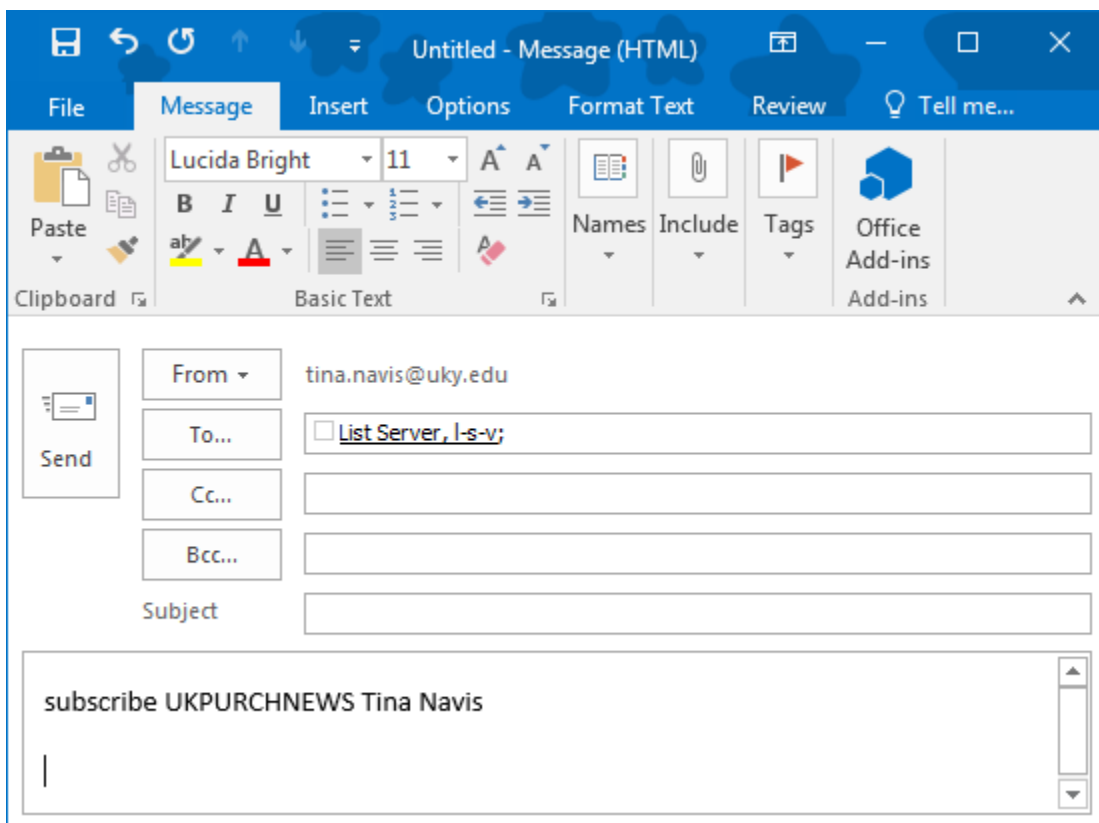 Untitled - Message (HTML)
File Message Insert Options Format Text Review Tell me...
Lucida Bright 11 A A
B I U
Paste
aby A
A
Names Include Tags Office Add-ins
Clipboard Basic Text Add-ins
From tina.navis@uky.edu
To... List Server, l-s-v;
Send
Cc...
Bcc...
Subject
subscribe UKPURCHNEWS Tina Navis